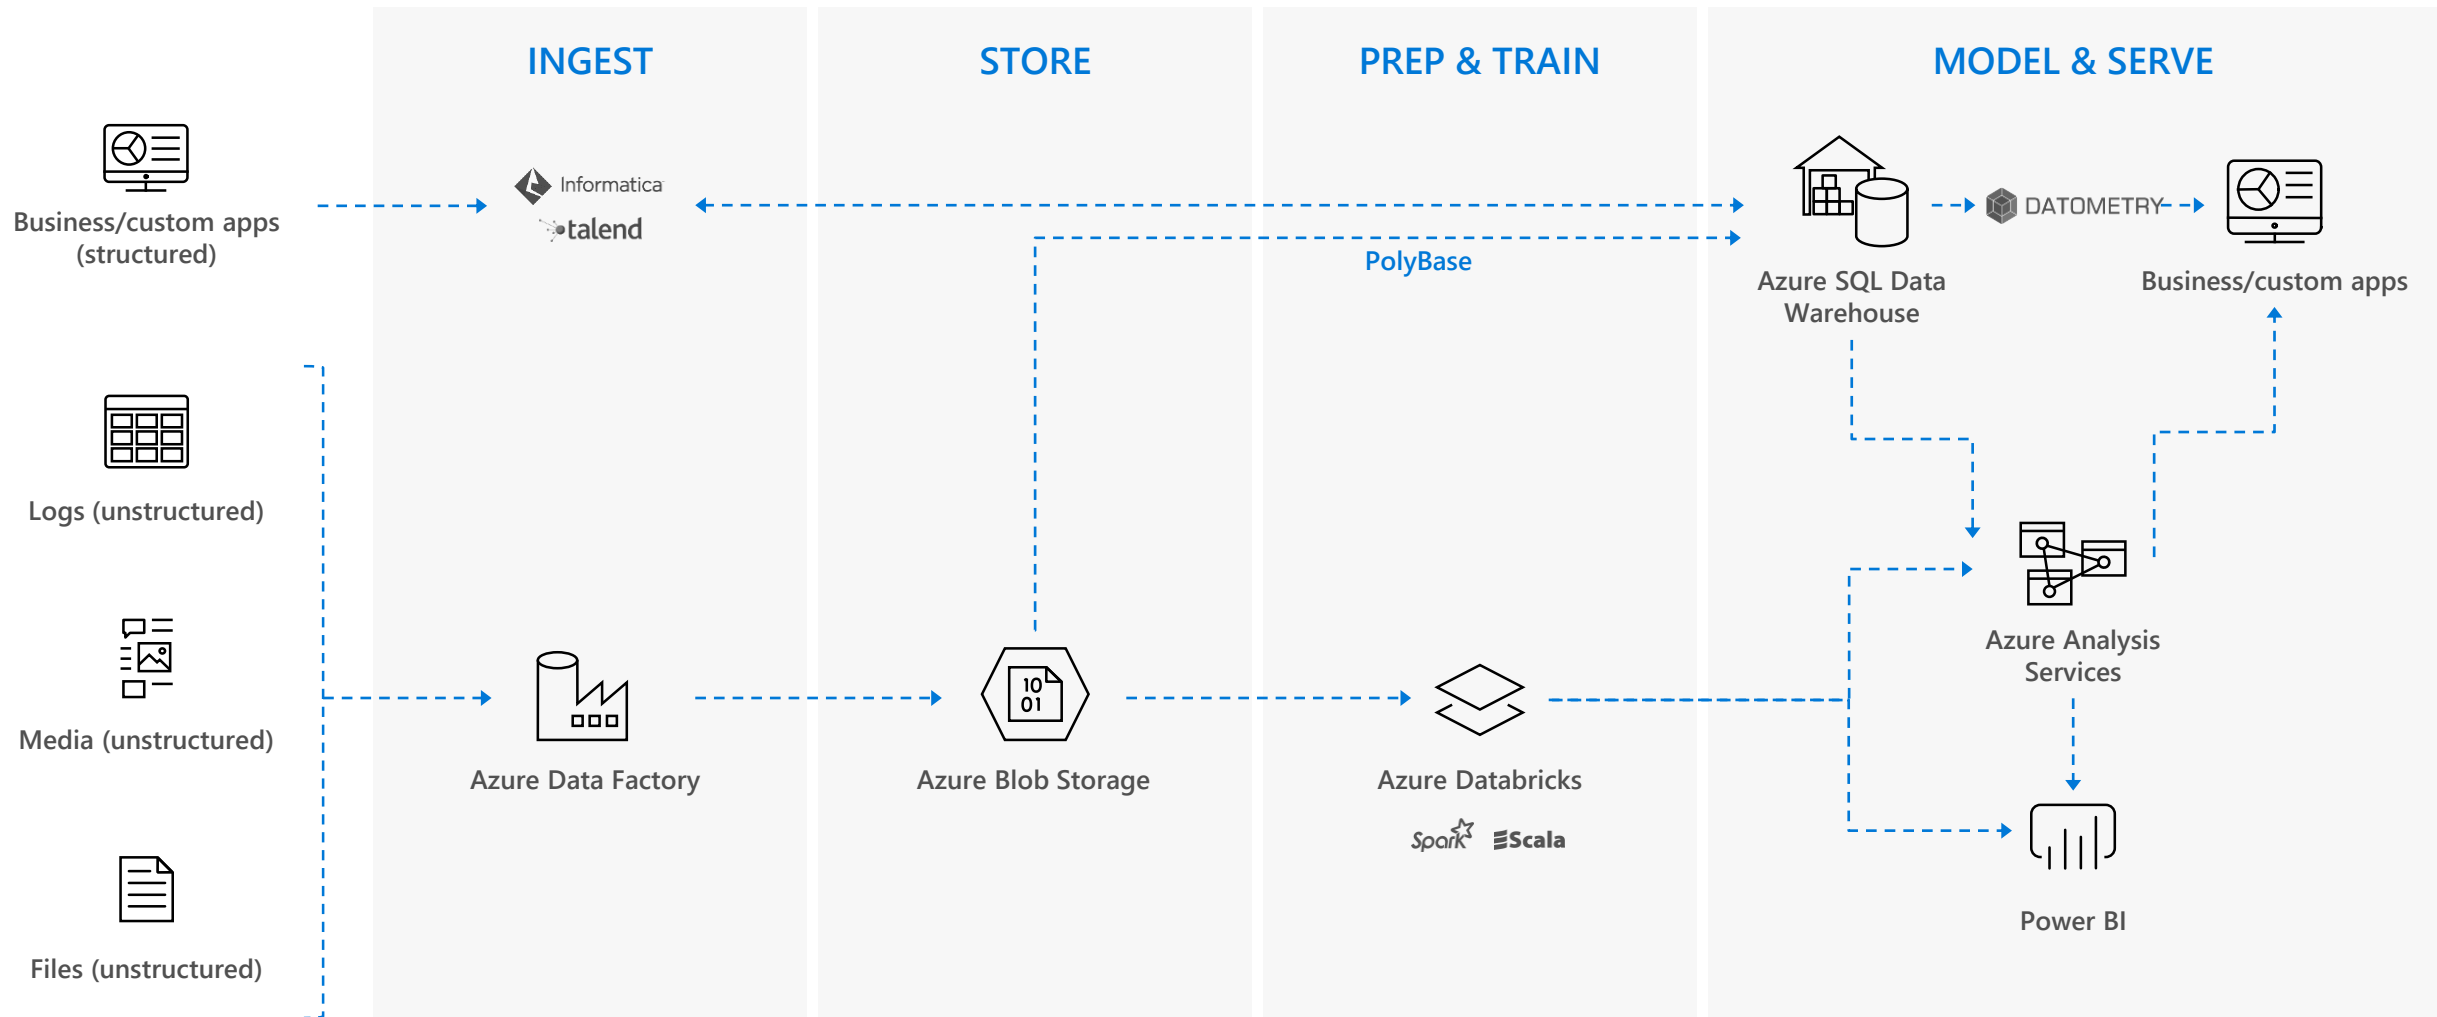 INGEST
STORE
PREP & TRAIN
MODEL & SERVE
Business/custom apps
(structured)
Informatica
talend
PolyBase
Azure SQL Data
Warehouse
DATOMETRY
Business/custom apps
Logs (unstructured)
Media (unstructured)
Files (unstructured)
Azure Data Factory
10
01
Azure Blob Storage
Azure Databricks
Spark
Scala
Azure Analysis
Services
Power BI